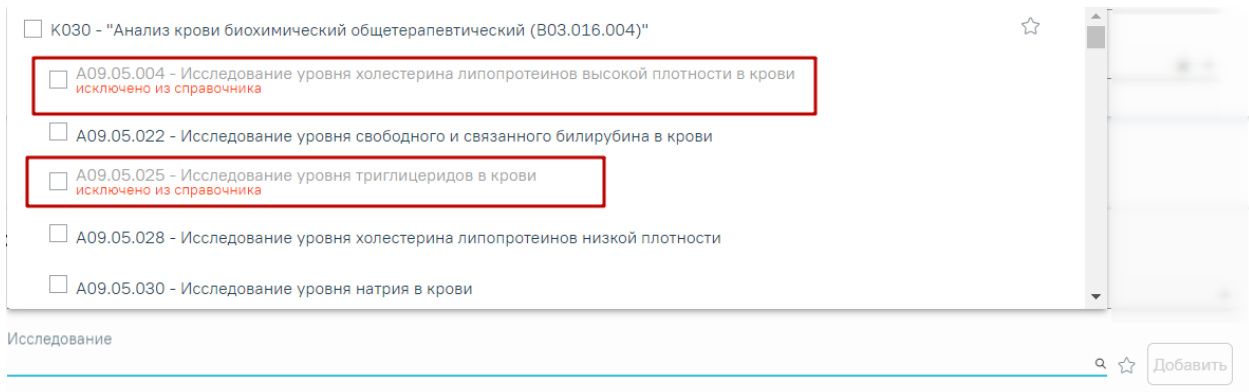 К030 - "Анализ крови биохимический общетерапевтический (B03.016.004)"
A09.05.004 - Исследование уровня холестерина липопротеинов высокой плотности в крови
исключено из справочника
A09.05.022 - Исследование уровня свободного и связанного билирубина в крови
A09.05.025 - Исследование уровня триглицеридов в крови
исключено из справочника
A09.05.028 - Исследование уровня холестерина липопротеинов низкой плотности
A09.05.030 - Исследование уровня натрия в крови
Исследование
Добавить